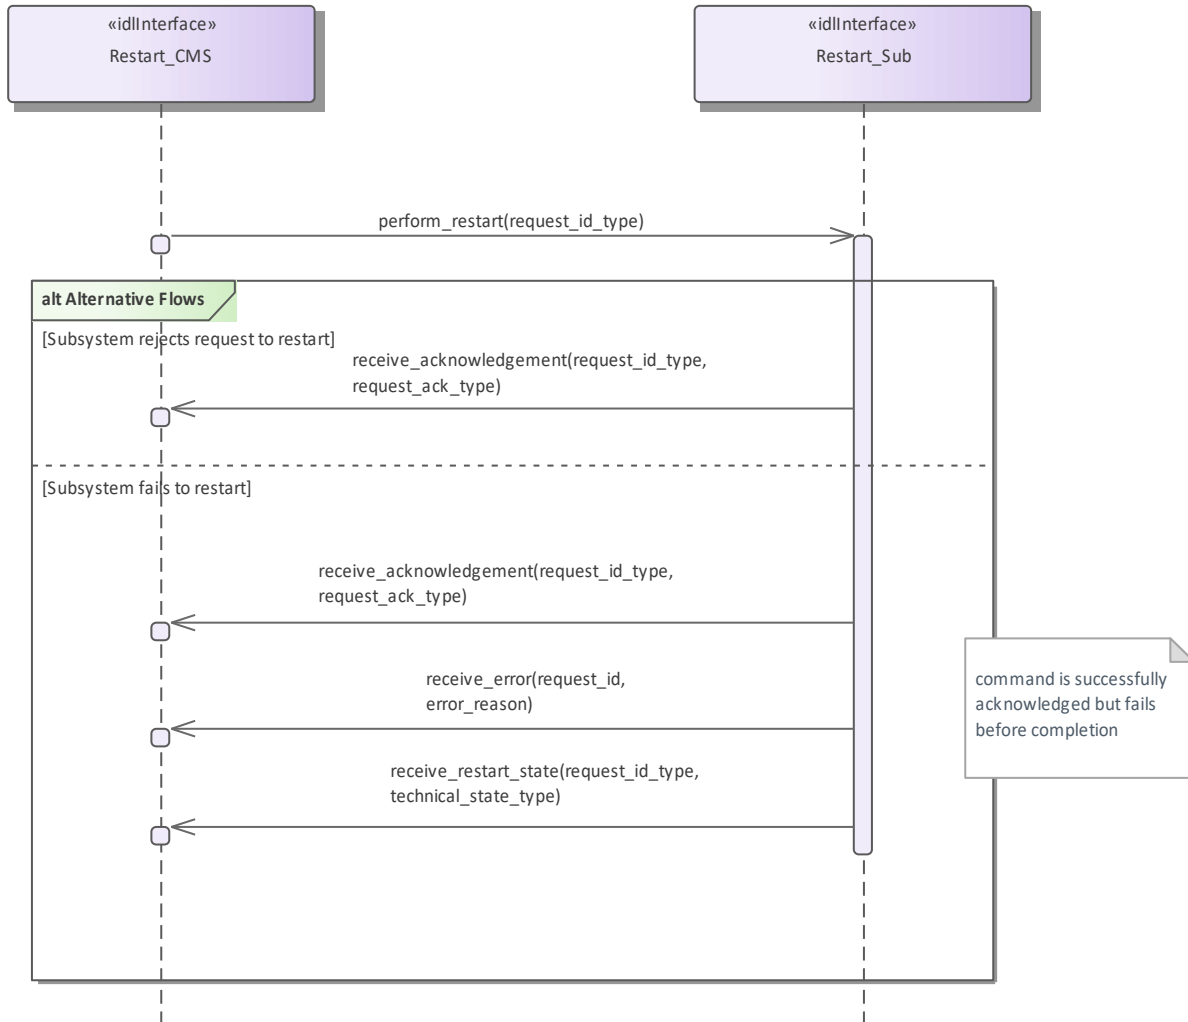 «idlInterface»
Restart_CMS
«idlInterface»
Restart_Sub
perform_restart(request_id_type)
alt Alternative Flows
[Subsystem rejects request to restart]
receive_acknowledgement(request_id_type,
request_ack_type)
[Subsystem fails to restart]
receive_acknowledgement(request_id_type,
request_ack_type)
receive_error(request_id,
error_reason)
command is successfully
acknowledged but fails
before completion
receive_restart_state(request_id_type,
technical_state_type)